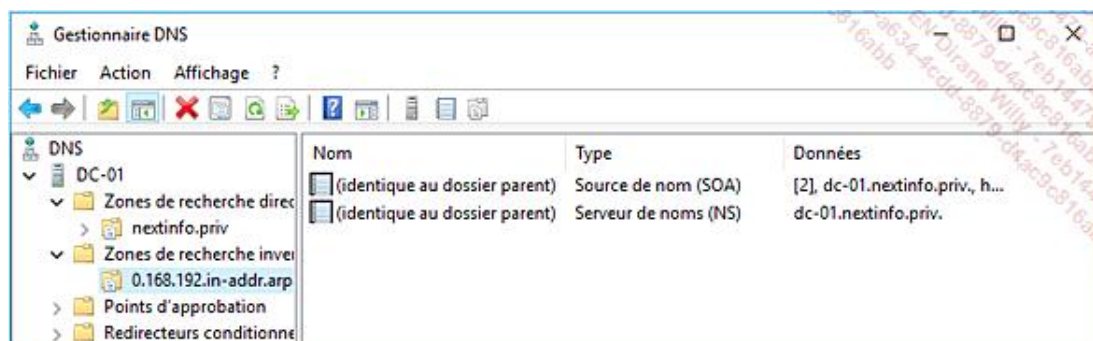 Gestionnaire DNS
Fichier Action Affichage ?
DNS
DC-01
Zones de recherche direc
nextinfo.priv
Zones de recherche inver
0.168.192.in-addr.arp
Points d'approbation
Redirecteurs conditionne
Nom Type Données
(identique au dossier parent) Source de nom (SOA) [2], dc-01.nextinfo.priv., h...
(identique au dossier parent) Serveur de noms (NS) dc-01.nextinfo.priv.